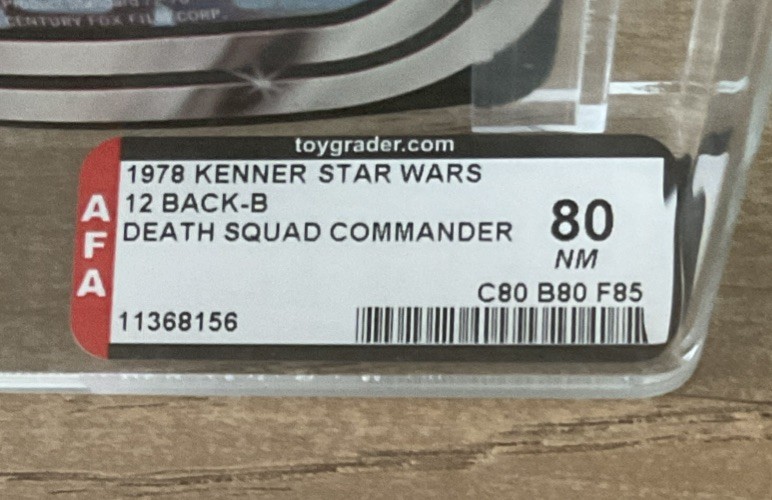 CENTURY FOX FILM CORP.
toygrader.com
AFA
1978 KENNER STAR WARS
12 BACK-B
DEATH SQUAD COMMANDER
80
NM
C80 B80 F85
11368156